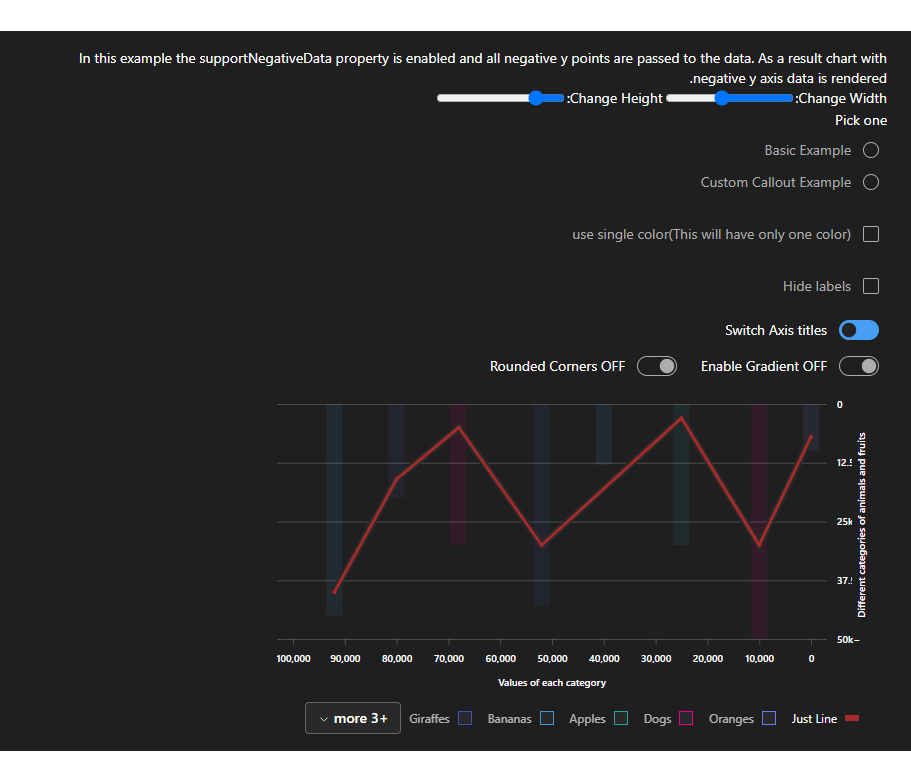 In this example the supportNegativeData property is enabled and all negative y points are passed to the data. As a result chart with
.negative y axis data is rendered
:Change Height :Change Width
Pick one
Basic Example
Custom Callout Example
use single color(This will have only one color)
Hide labels
Switch Axis titles
Rounded Corners OFF Enable Gradient OFF
0
12.5
25k
37.5
50k–
Different categories of animals and fruits
100,000 90,000 80,000 70,000 60,000 50,000 40,000 30,000 20,000 10,000 0
Values of each category
more 3+ Giraffes Bananas Apples Dogs Oranges Just Line